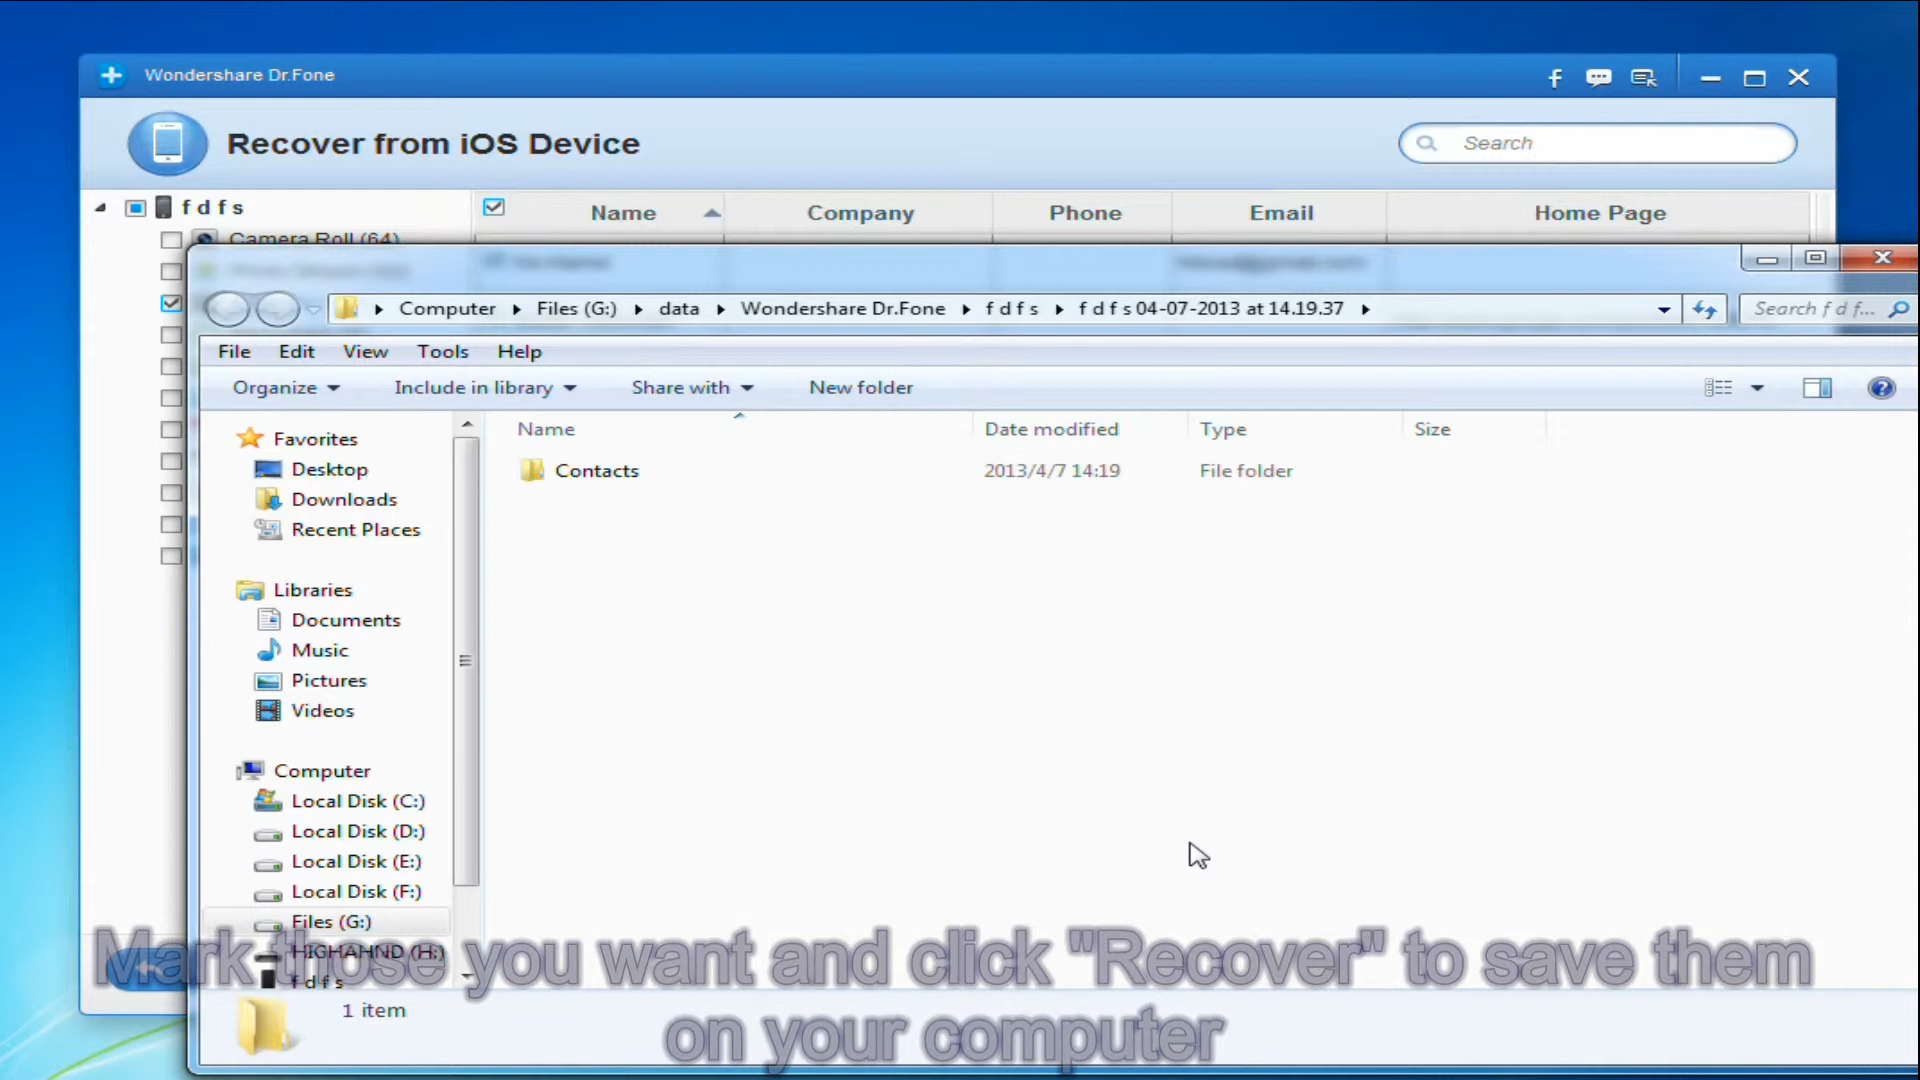 Wondershare Dr.Fone
Recover from iOS Device
Search
f d f s
Name
Company
Phone
Email
Home Page
Camera Roll (64)
Computer
Files (G:)
data
Wondershare Dr.Fone
f d f s
f d f s 04-07-2013 at 14.19.37
Search f d f...
File Edit View Tools Help
Organize
Include in library
Share with
New folder
Name
Date modified
Type
Size
Contacts
2013/4/7 14:19
File folder
Favorites
Desktop
Downloads
Recent Places
Libraries
Documents
Music
Pictures
Videos
Computer
Local Disk (C:)
Local Disk (D:)
Local Disk (E:)
Local Disk (F:)
Files (G:)
HIGHAHND (H:)
f d f s
1 item
Mark those you want and click "Recover" to save them
on your computer